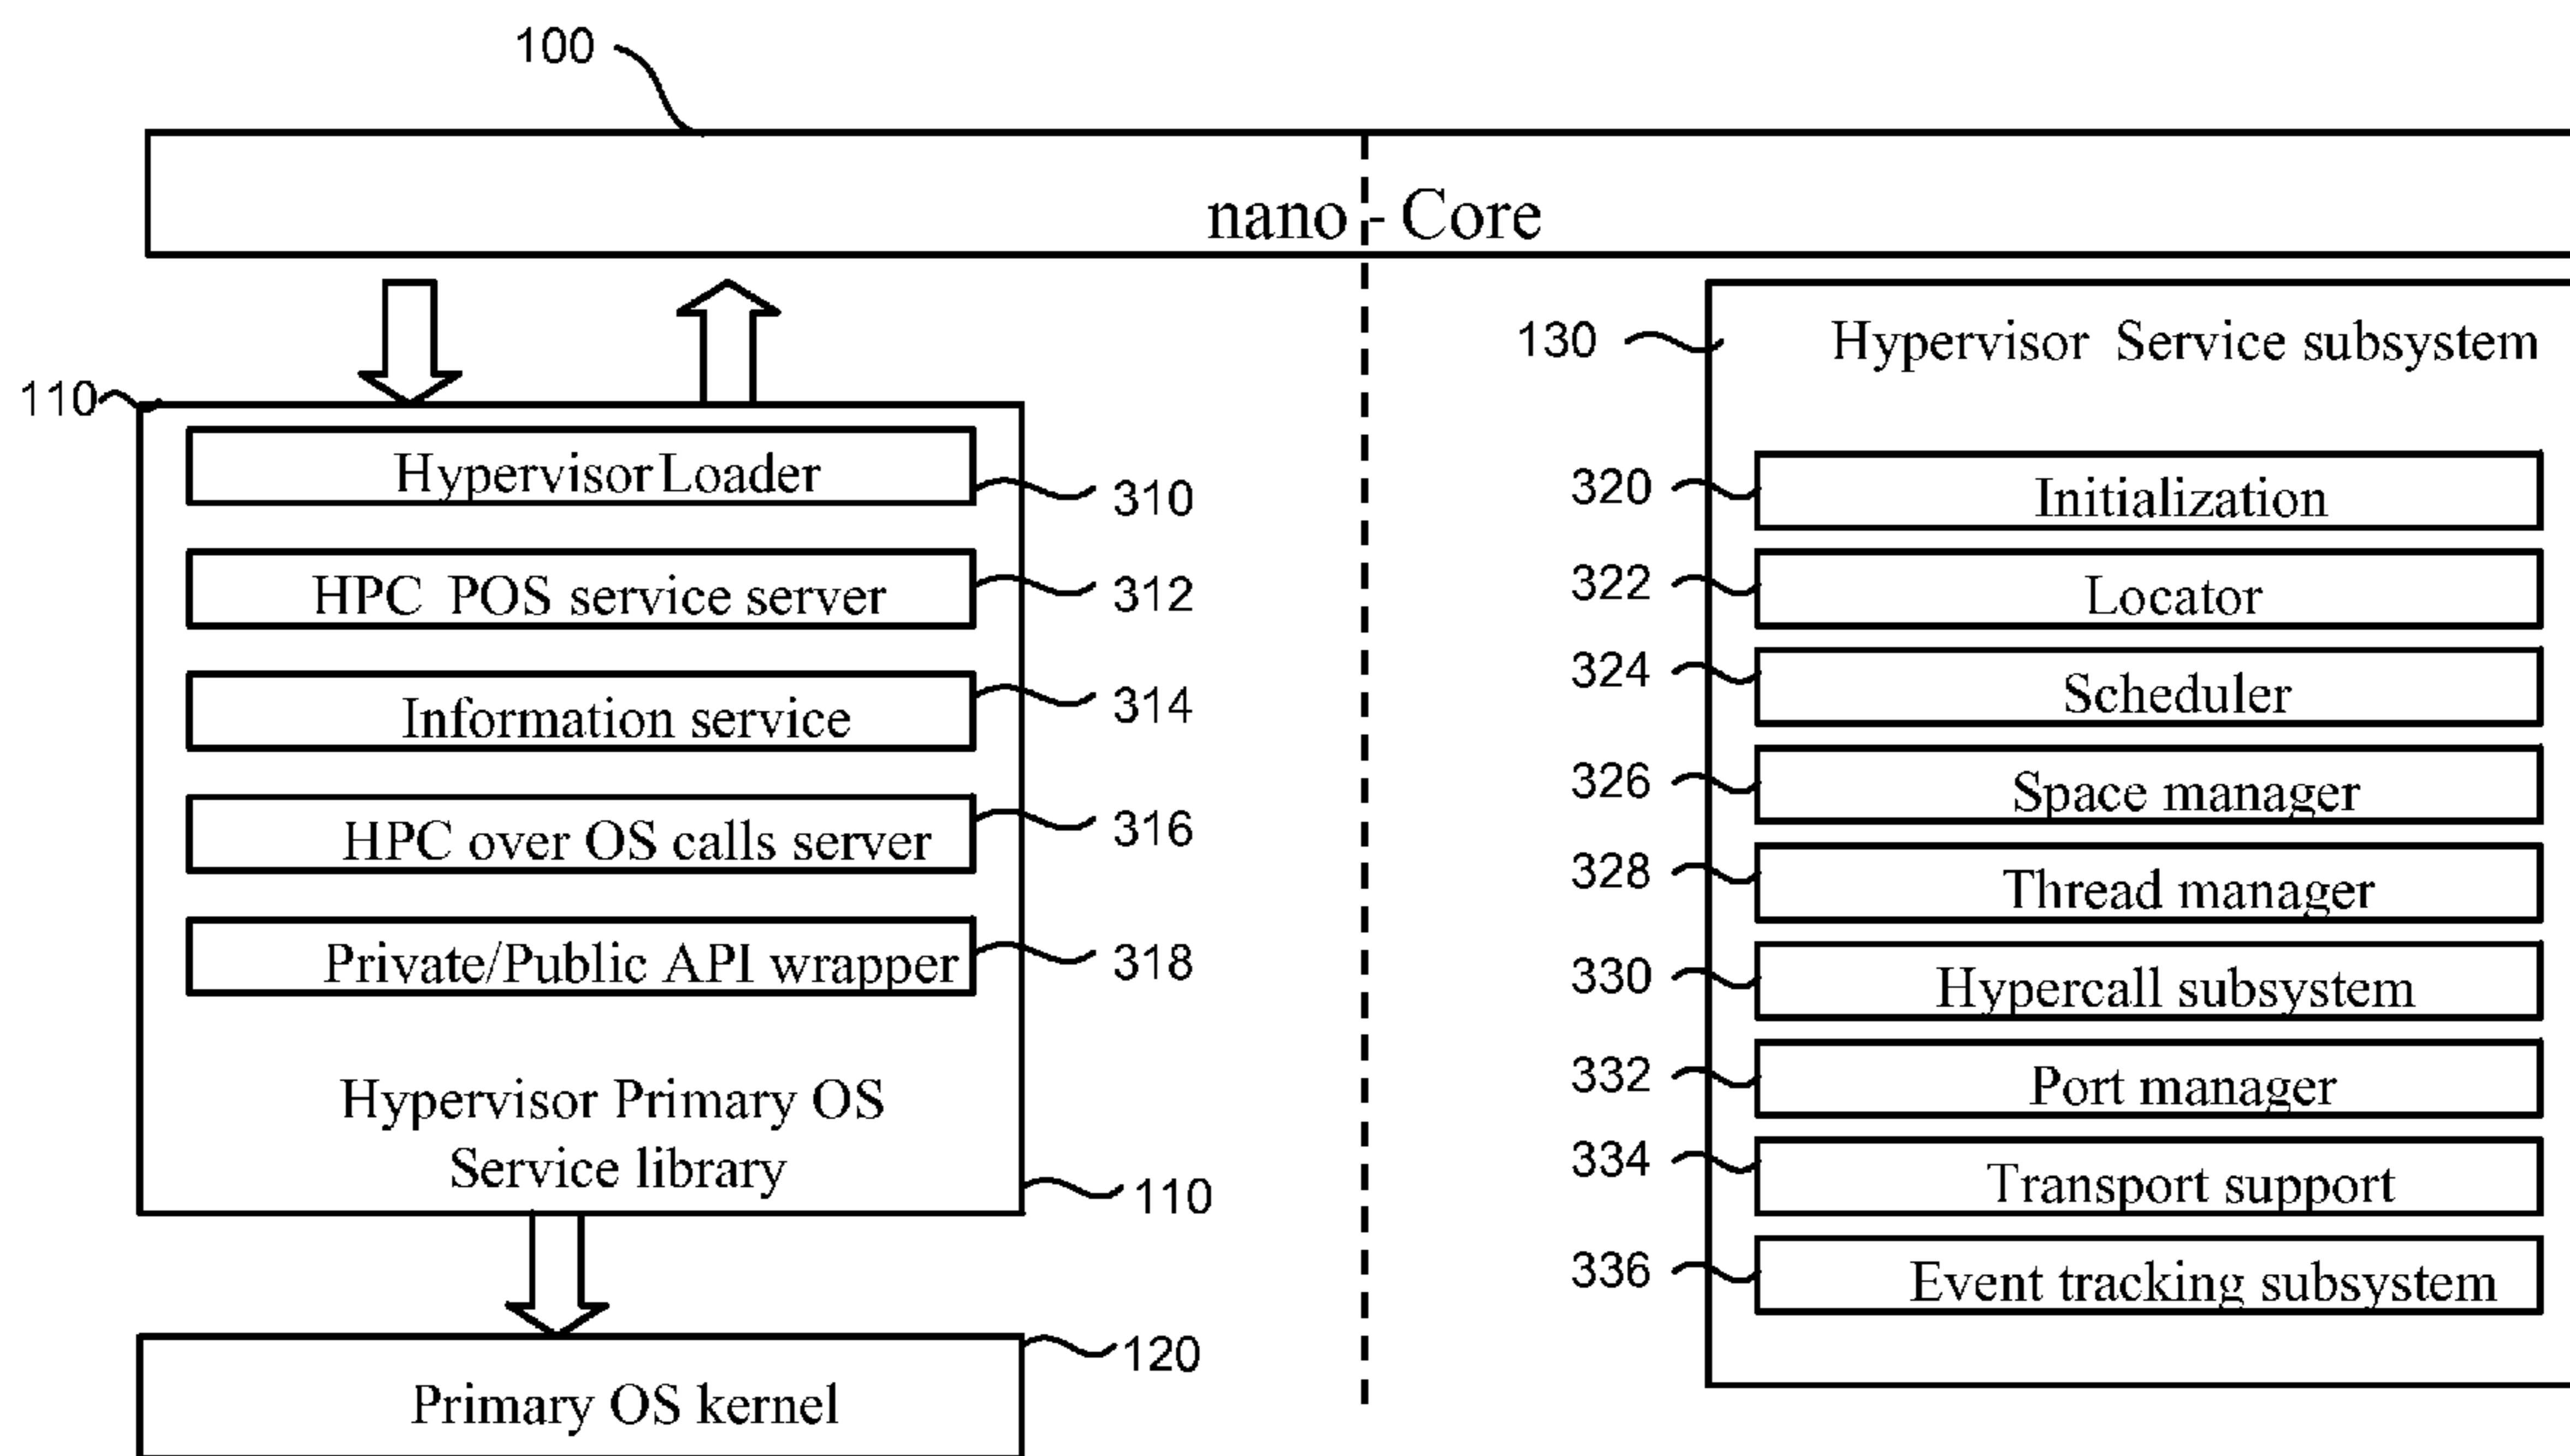 100
nano - Core
110
Hypervisor Loader
310
HPC POS service server
312
Information service
314
HPC over OS calls server
316
Private/Public API wrapper
318
Hypervisor Primary OS
Service library
110
Primary OS kernel
120
130
Hypervisor Service subsystem
320
Initialization
322
Locator
324
Scheduler
326
Space manager
328
Thread manager
330
Hypercall subsystem
332
Port manager
334
Transport support
336
Event tracking subsystem